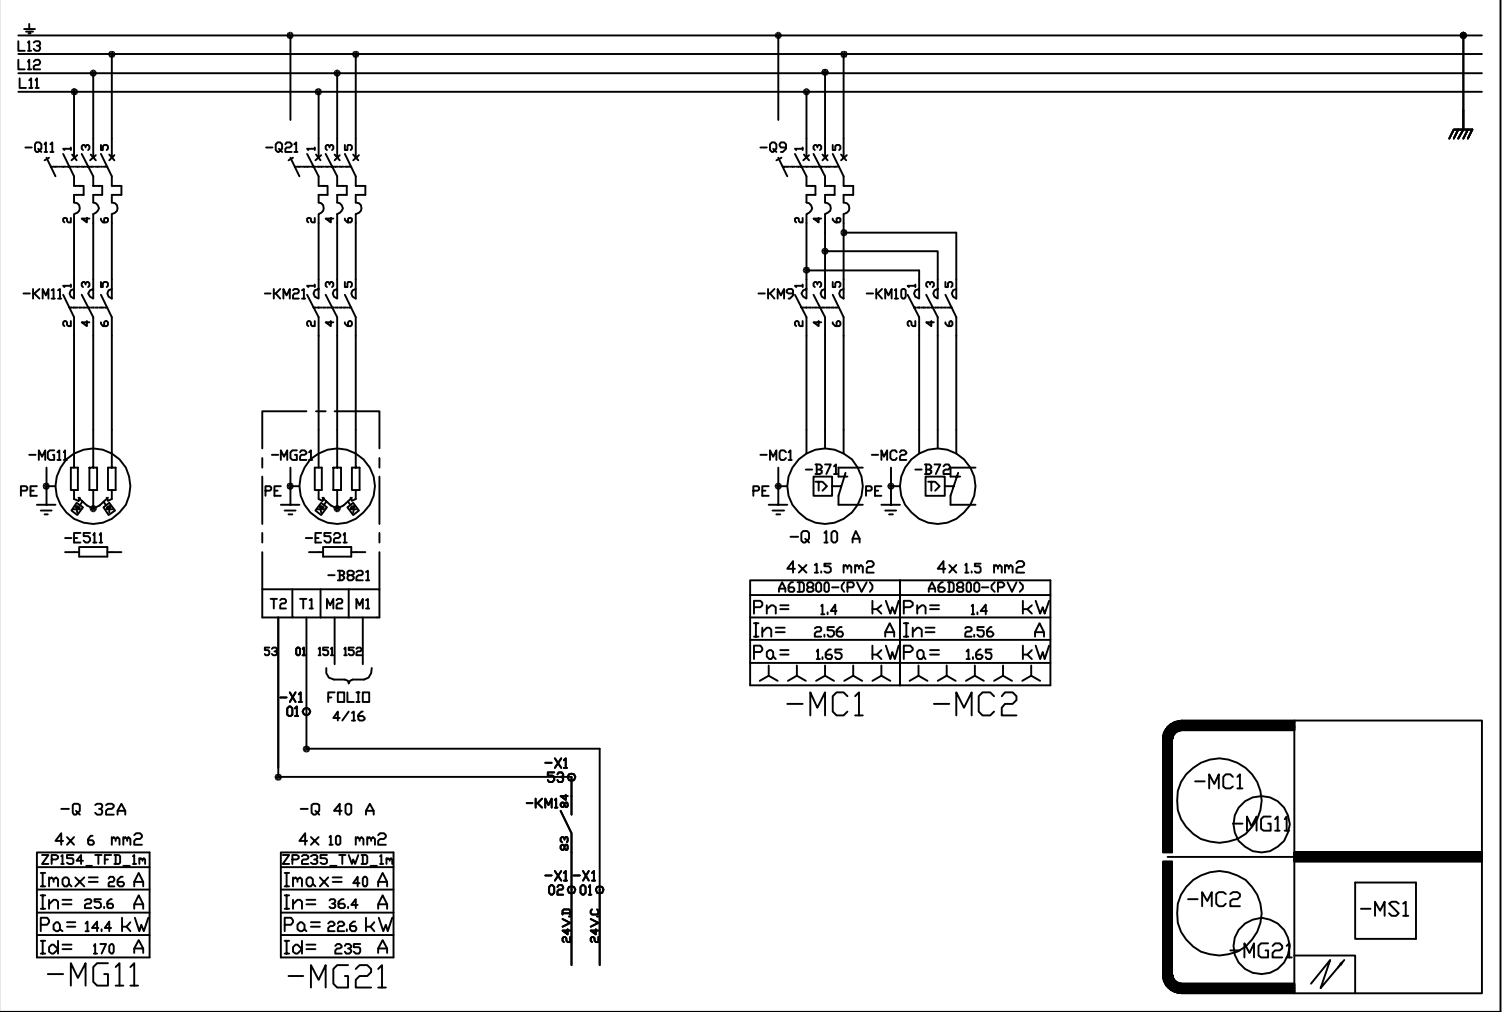 L13
L12
L11
-Q11
1
3
5
-Q21
1
3
5
-Q9
1
3
5
2
4
6
2
4
6
2
4
6
-KM11
1
3
5
-KM21
1
3
5
-KM9
1
3
5
-KM10
1
3
5
2
4
6
2
4
6
2
4
6
2
4
6
-MG11
-MG21
-MC1
-MC2
-B71
-B72
PE
PE
PE
T>
PE
T>
-E511
-E521
-Q 10 A
-B821
4x 1.5 mm2
4x 1.5 mm2
A6D800-(PV)
A6D800-(PV)
T2
T1
M2
M1
Pn= 1.4 kW
Pn= 1.4 kW
In= 2.56 A
In= 2.56 A
53
01
151
152
Pa= 1.65 kW
Pa= 1.65 kW
-X1
01
FOLIO
4/16
-MC1
-MC2
-X1
53
-KM1
84
83
-X1
02
-X1
01
24V.D
24V.C
-Q 32A
-Q 40 A
4x 6 mm2
4x 10 mm2
ZP154_TFD_1m
ZP235_TWD_1m
Imax= 26 A
Imax= 40 A
In= 25.6 A
In= 36.4 A
Pa= 14.4 kW
Pa= 22.6 kW
Id= 170 A
Id= 235 A
-MG11
-MG21
-MC1
-MG11
-MC2
-MS1
-MG21
N